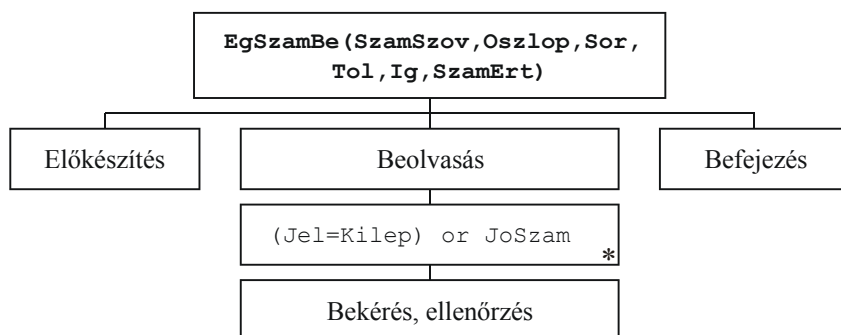 EgSzamBe(SzamSzov,Oszlop,Sor,
Tol,Ig,SzamErt)
Előkészítés
Beolvasás
Befejezés
(Jel=Kilep) or JoSzam
*
Bekérés, ellenőrzés